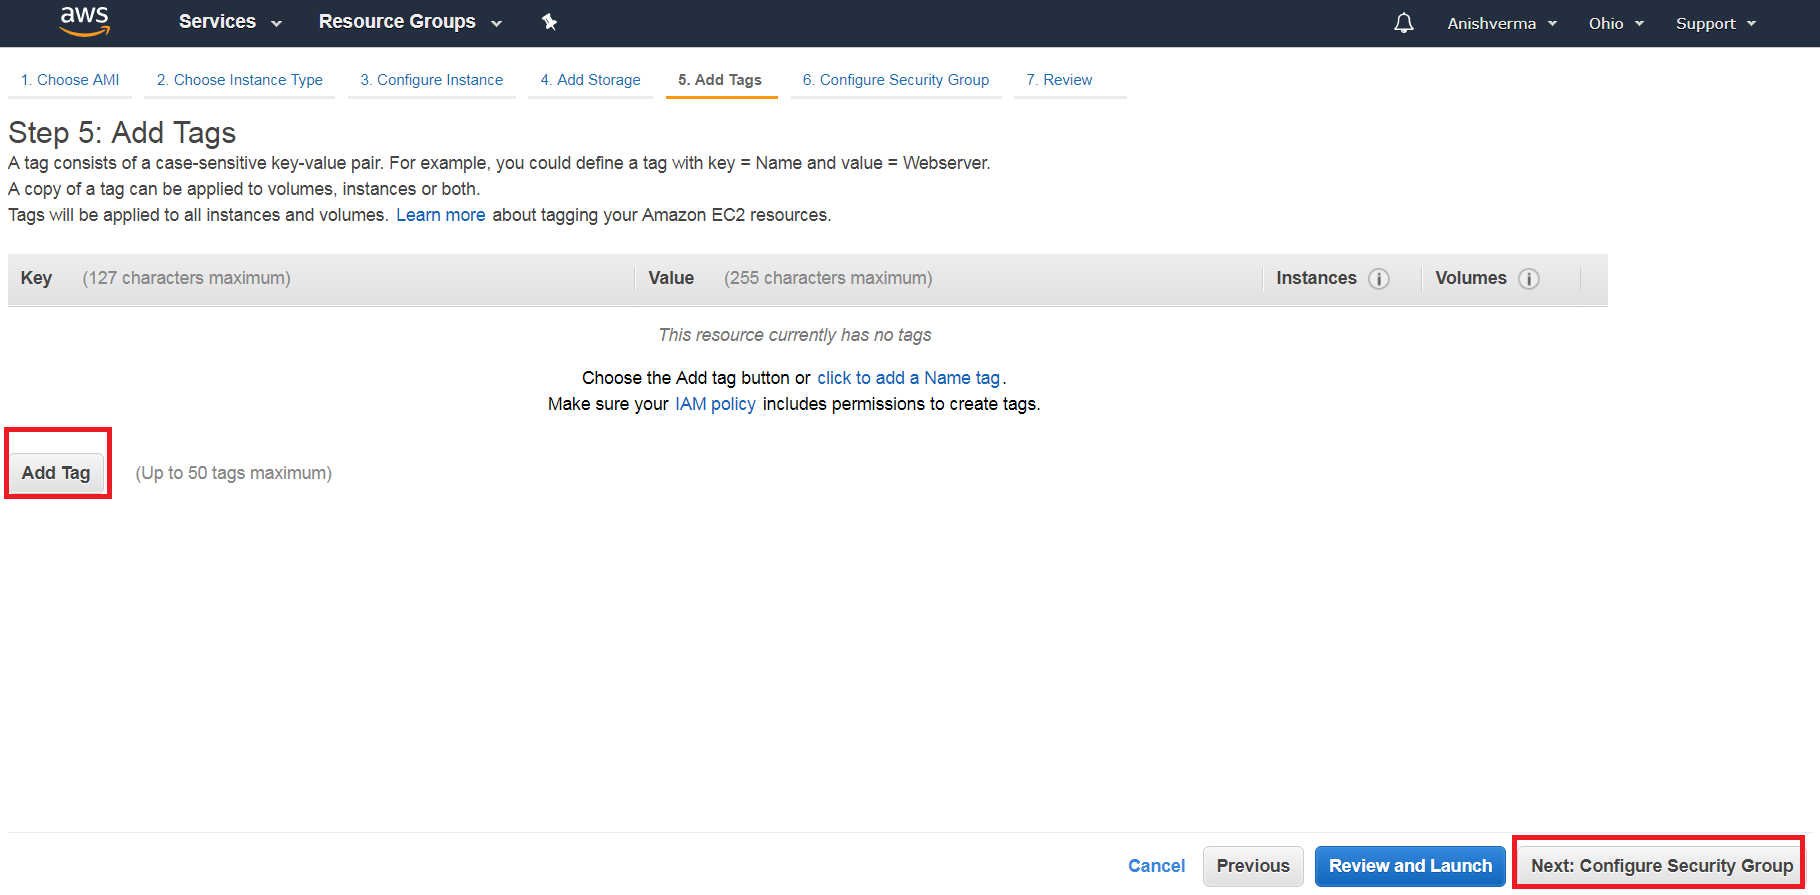 aws Services Resource Groups Anishverma Ohio Support
1. Choose AMI 2. Choose Instance Type 3. Configure Instance 4. Add Storage 5. Add Tags 6. Configure Security Group 7. Review
Step 5: Add Tags
A tag consists of a case-sensitive key-value pair. For example, you could define a tag with key = Name and value = Webserver.
A copy of a tag can be applied to volumes, instances or both.
Tags will be applied to all instances and volumes. Learn more about tagging your Amazon EC2 resources.
Key (127 characters maximum) Value (255 characters maximum) Instances i Volumes i
This resource currently has no tags
Choose the Add tag button or click to add a Name tag.
Make sure your IAM policy includes permissions to create tags.
Add Tag (Up to 50 tags maximum)
Cancel Previous Review and Launch Next: Configure Security Group